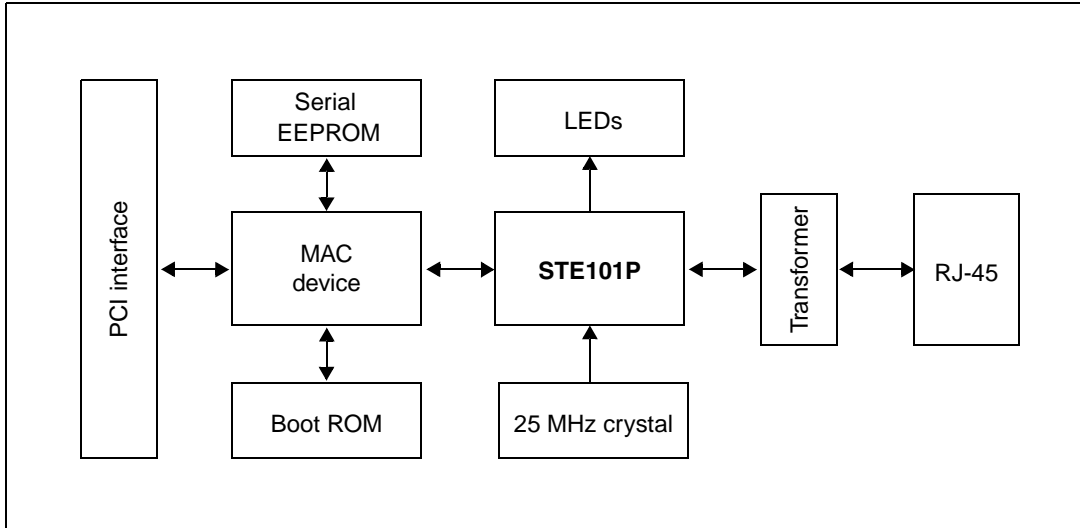 PCI interface
Serial
EEPROM
MAC
device
Boot ROM
LEDs
STE101P
25 MHz crystal
Transformer
RJ-45